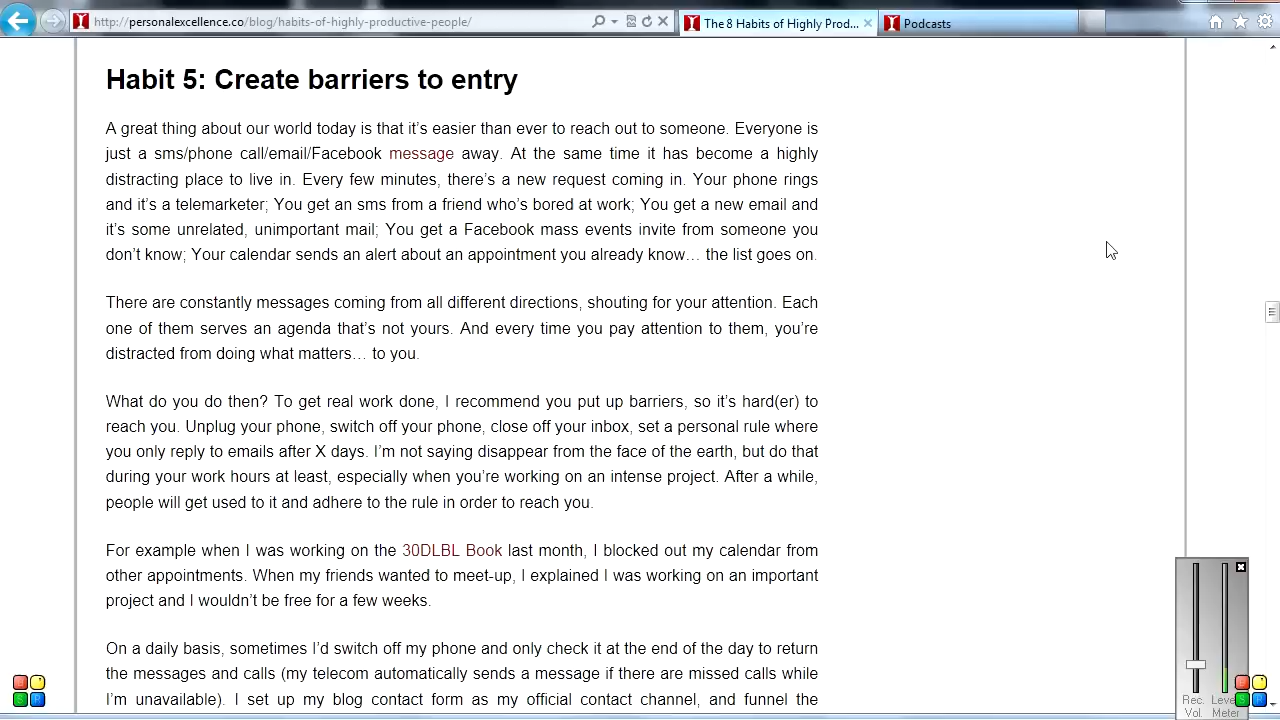 http://personalexcellence.co/blog/habits-of-highly-productive-people/
The 8 Habits of Highly Prod...
Podcasts
Habit 5: Create barriers to entry
A great thing about our world today is that it's easier than ever to reach out to someone. Everyone is
just a sms/phone call/email/Facebook message away. At the same time it has become a highly
distracting place to live in. Every few minutes, there's a new request coming in. Your phone rings
and it's a telemarketer; You get an sms from a friend who's bored at work; You get a new email and
it's some unrelated, unimportant mail; You get a Facebook mass events invite from someone you
don't know; Your calendar sends an alert about an appointment you already know… the list goes on.
There are constantly messages coming from all different directions, shouting for your attention. Each
one of them serves an agenda that's not yours. And every time you pay attention to them, you're
distracted from doing what matters… to you.
What do you do then? To get real work done, I recommend you put up barriers, so it's hard(er) to
reach you. Unplug your phone, switch off your phone, close off your inbox, set a personal rule where
you only reply to emails after X days. I'm not saying disappear from the face of the earth, but do that
during your work hours at least, especially when you're working on an intense project. After a while,
people will get used to it and adhere to the rule in order to reach you.
For example when I was working on the 30DLBL Book last month, I blocked out my calendar from
other appointments. When my friends wanted to meet-up, I explained I was working on an important
project and I wouldn't be free for a few weeks.
On a daily basis, sometimes I'd switch off my phone and only check it at the end of the day to return
the messages and calls (my telecom automatically sends a message if there are missed calls while
I'm unavailable). I set up my blog contact form as my official contact channel, and funnel the
S R
Rec. Vol.
Meter
S R